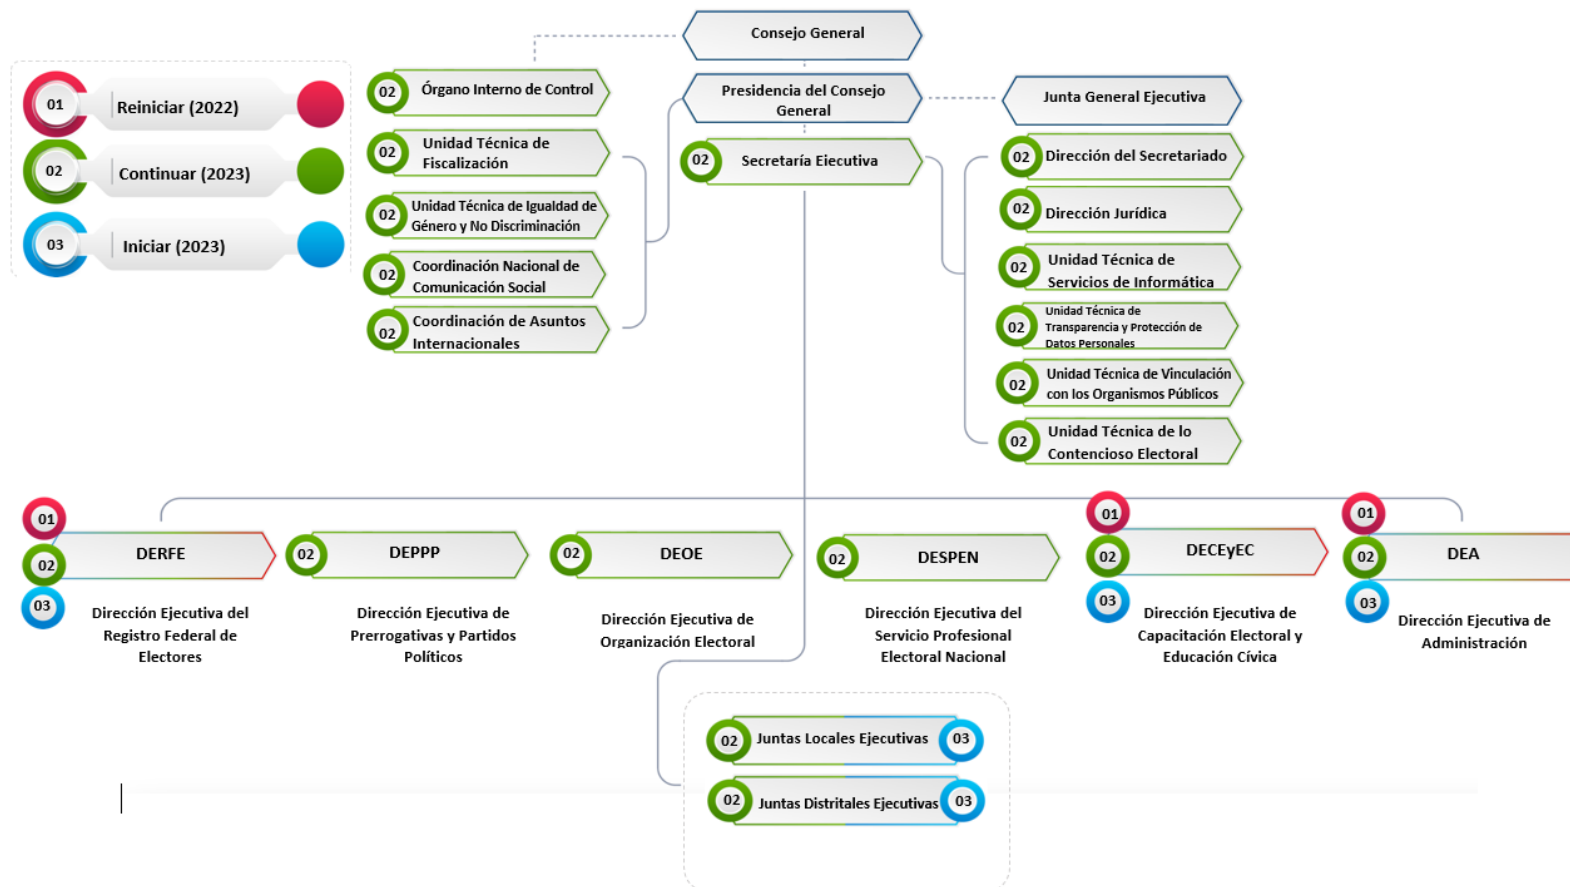 Consejo General
01
Reiniciar (2022)
02
Continuar (2023)
03
Iniciar (2023)
02
Órgano Interno de Control
02
Unidad Técnica de
Fiscalización
02
Unidad Técnica de Igualdad de
Género y No Discriminación
02
Coordinación Nacional de
Comunicación Social
02
Coordinación de Asuntos
Internacionales
Presidencia del Consejo
General
02
Secretaría Ejecutiva
Junta General Ejecutiva
02
Dirección del Secretariado
02
Dirección Jurídica
02
Unidad Técnica de
Servicios de Informática
02
Unidad Técnica de
Transparencia y Protección de
Datos Personales
02
Unidad Técnica de Vinculación
con los Organismos Públicos
02
Unidad Técnica de lo
Contencioso Electoral
01
02
03
DERFE
Dirección Ejecutiva del
Registro Federal de
Electores
02
DEPPP
Dirección Ejecutiva de
Prerrogativas y Partidos
Políticos
02
DEOE
Dirección Ejecutiva de
Organización Electoral
02
DESPEN
Dirección Ejecutiva del
Servicio Profesional
Electoral Nacional
01
02
03
DECEyEC
Dirección Ejecutiva de
Capacitación Electoral y
Educación Cívica
01
02
03
DEA
Dirección Ejecutiva de
Administración
02
Juntas Locales Ejecutivas
03
02
Juntas Distritales Ejecutivas
03